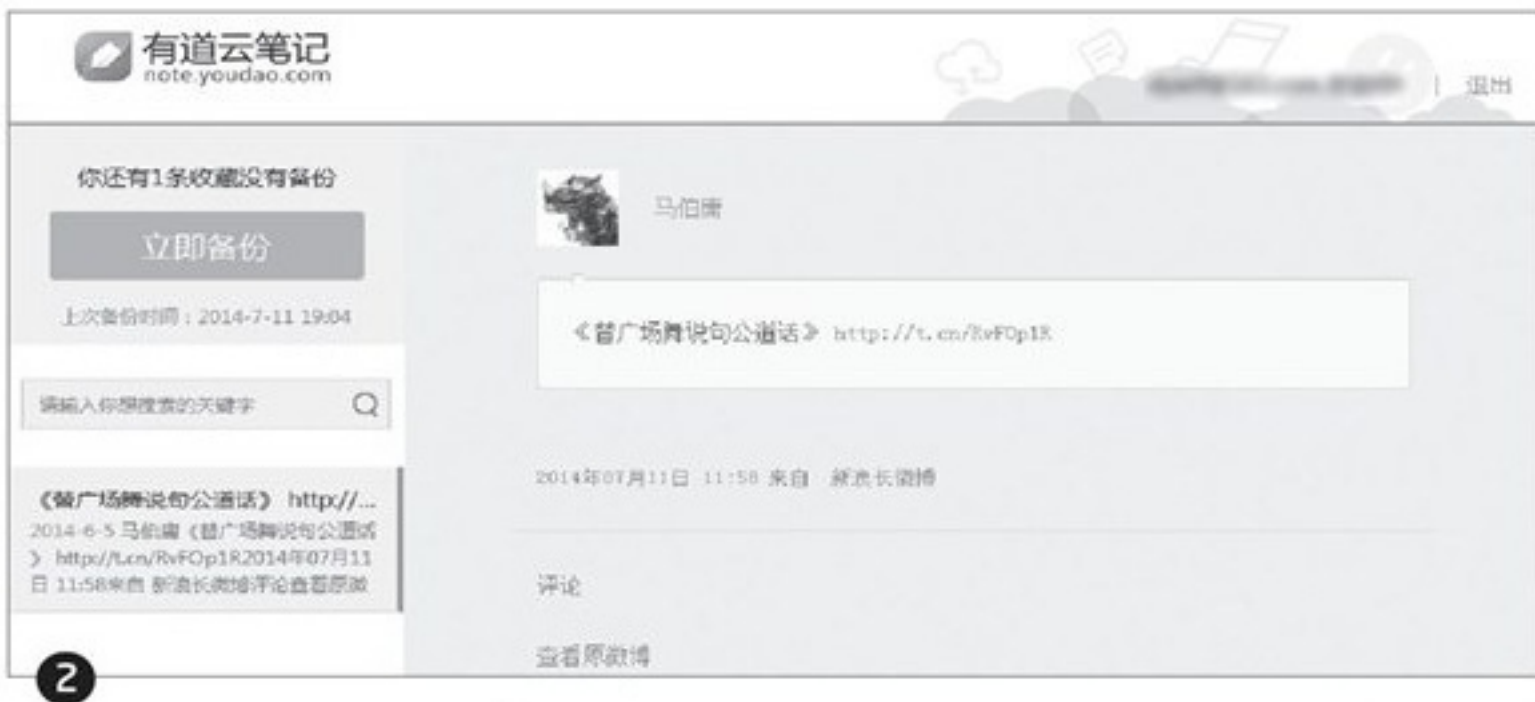 有道云笔记
note.youdao.com
退出
你还有1条收藏没有备份
立即备份
上次备份时间：2014-7-11 19:04
请输入你想搜索的关键字
《替广场舞说句公道话》 http://...
2014-6-5 马伯庸《替广场舞说句公道话
》 http://t.cn/RvFOp1R2014年07月11
日 11:58来自 新浪长微博评论查看原微
马伯庸
《替广场舞说句公道话》 http://t.cn/RvFOp1R
2014年07月11日 11:58 来自 新浪长微博
评论
查看原微博
2